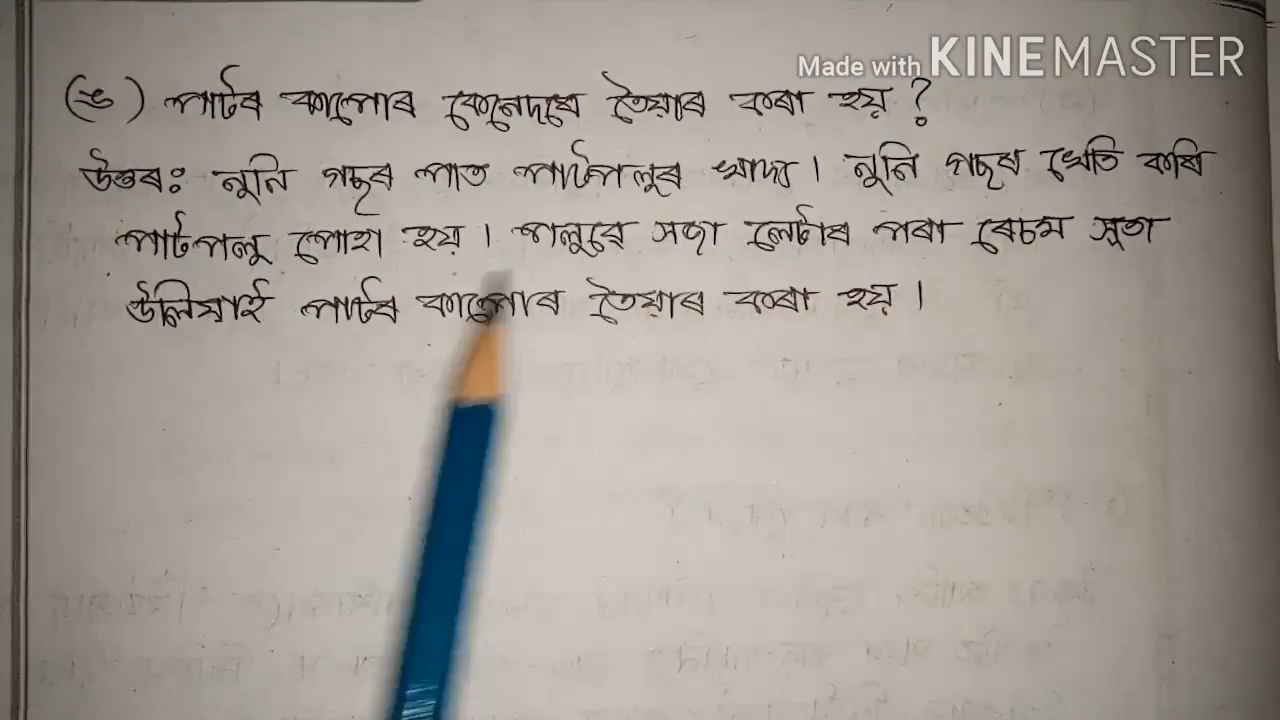 Made with KINEMASTER
(ঙ) পাটৰ কাপোৰ কেনেদৰে তৈয়াৰ কৰা হয় ?
উত্তৰঃ নুনি গছৰ পাত পাটপলুৰ খাদ্য । নুনি গছৰ খেতি কৰি
পাটপলু পোহা হয় । পলুৱে সজা লেটাৰ পৰা ৰেচম সূতা
উলিয়াই পাটৰ কাপোৰ তৈয়াৰ কৰা হয় ।